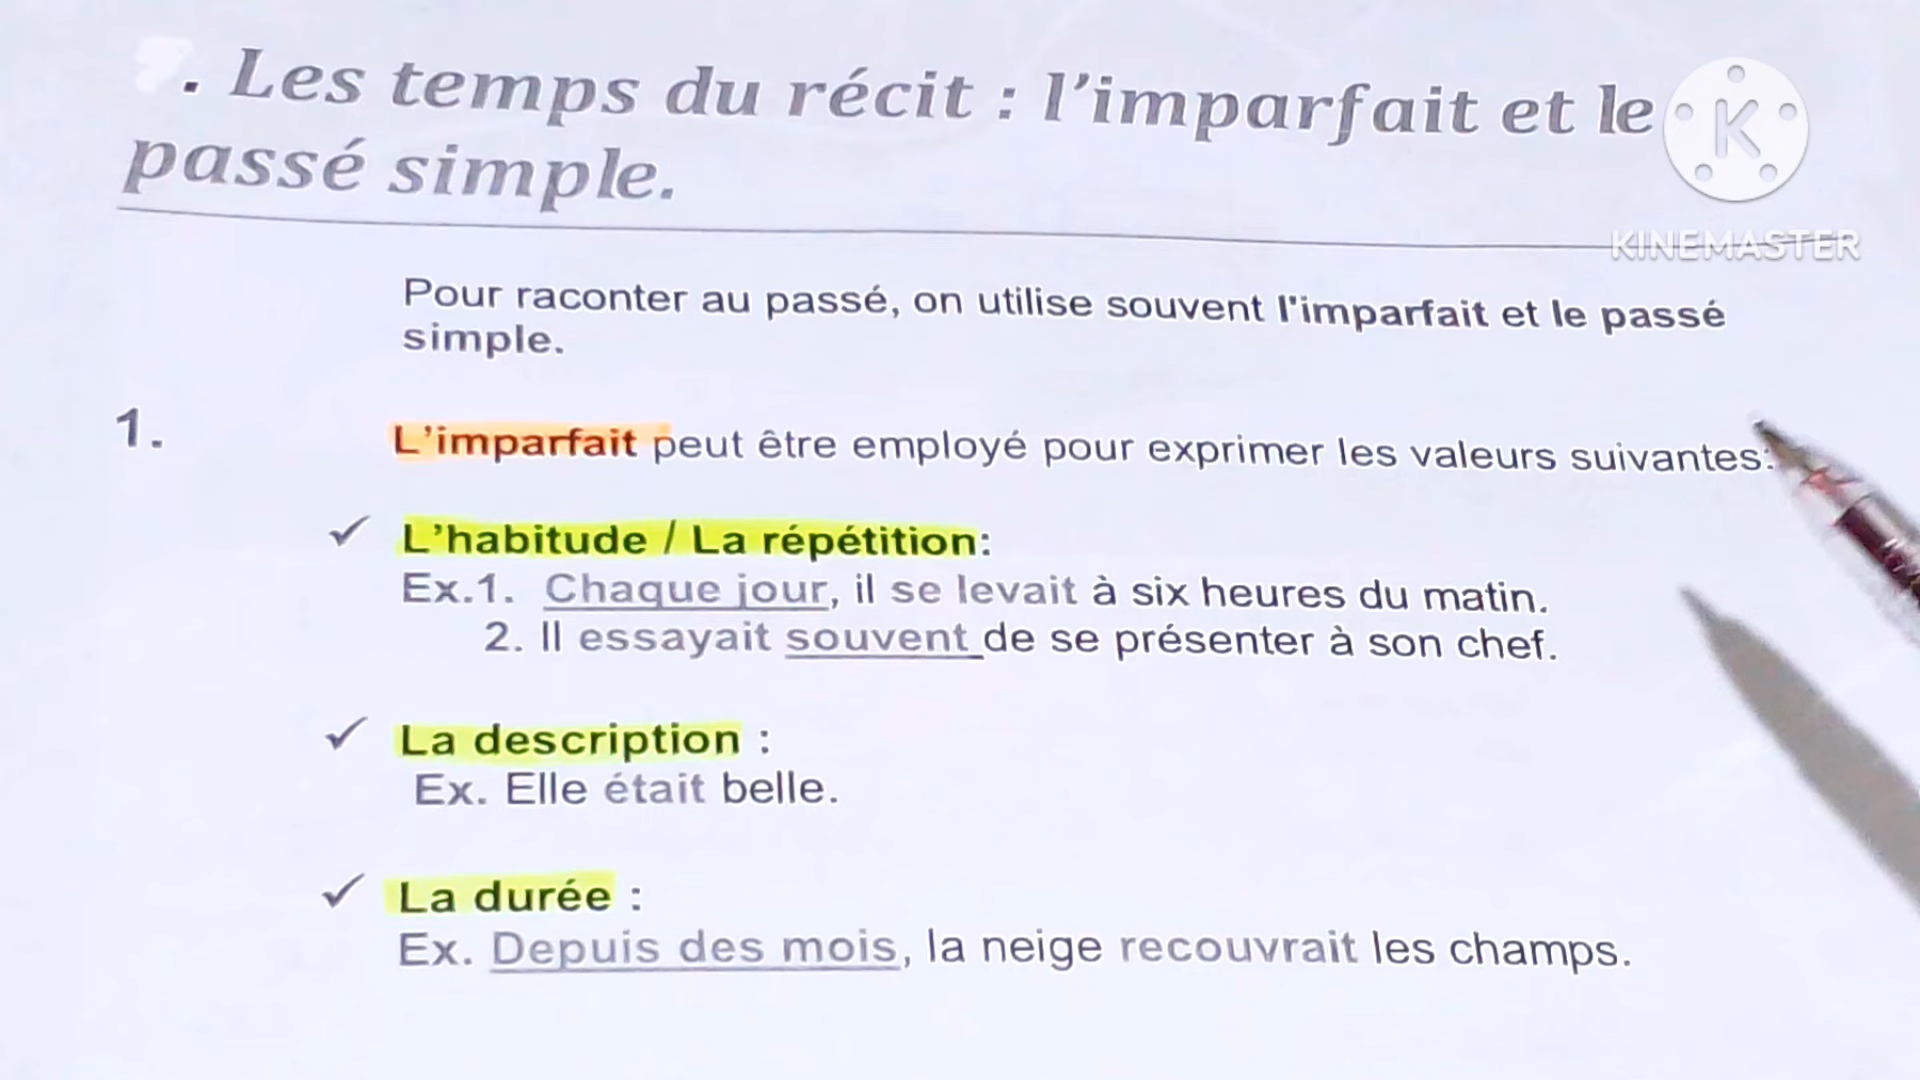 . Les temps du récit : l'imparfait et le
passé simple.
K
KINEMASTER
Pour raconter au passé, on utilise souvent l'imparfait et le passé
simple.
1. L'imparfait peut être employé pour exprimer les valeurs suivantes:
✓ L'habitude / La répétition:
Ex.1. Chaque jour, il se levait à six heures du matin.
2. Il essayait souvent de se présenter à son chef.
✓ La description :
Ex. Elle était belle.
✓ La durée :
Ex. Depuis des mois, la neige recouvrait les champs.